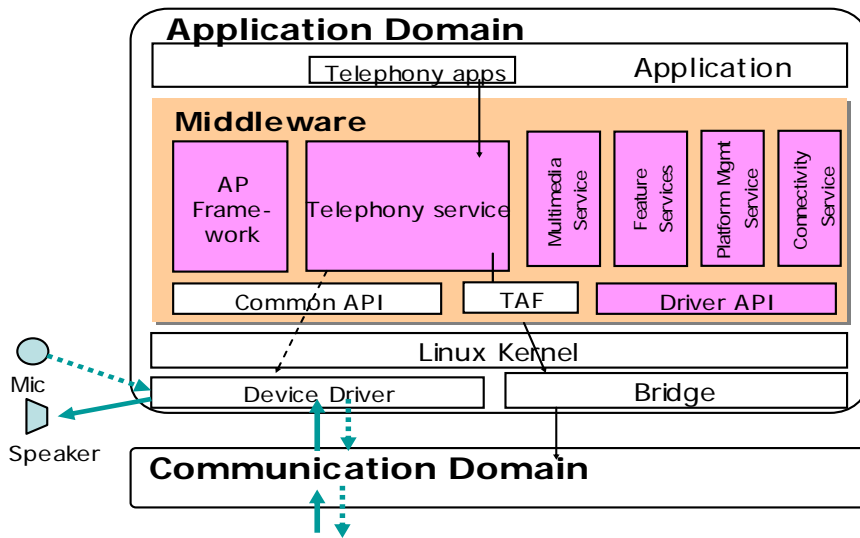 Application Domain
Telephony apps
Application
Middleware
AP
Frame-
work
Telephony service
Multimedia
Service
Feature
Services
Platform Mgmt
Service
Connectivity
Service
Common API
TAF
Driver API
Linux Kernel
Mic
Device Driver
Bridge
Speaker
Communication Domain